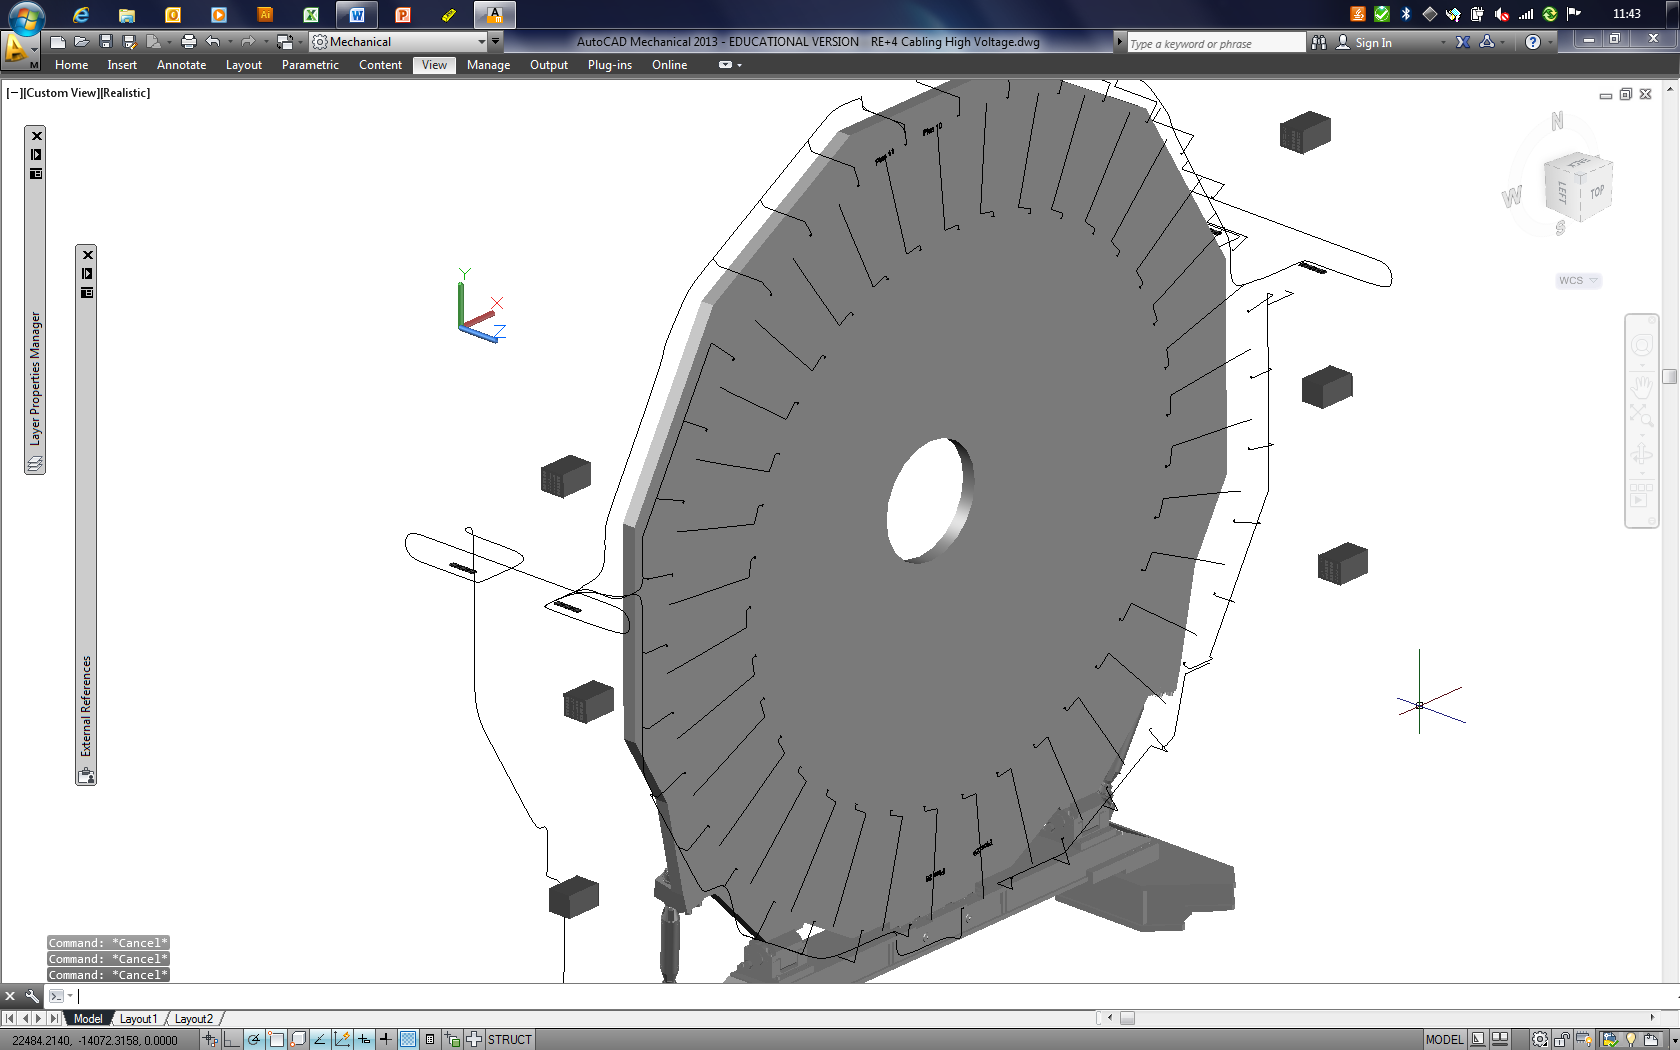 11:43
Mechanical
AutoCAD Mechanical 2013 - EDUCATIONAL VERSION RE+4 Cabling High Voltage.dwg
Type a keyword or phrase
Sign In
Home Insert Annotate Layout Parametric Content View Manage Output Plug-ins Online
[−][Custom View][Realistic]
N
W
S
LEFT
TOP
BACK
WCS
Y
X
Z
Layer Properties Manager
External References
Command: *Cancel*
Command: *Cancel*
Command: *Cancel*
Model Layout1 Layout2
22484.2140, -14072.3158, 0.0000
STRUCT
MODEL